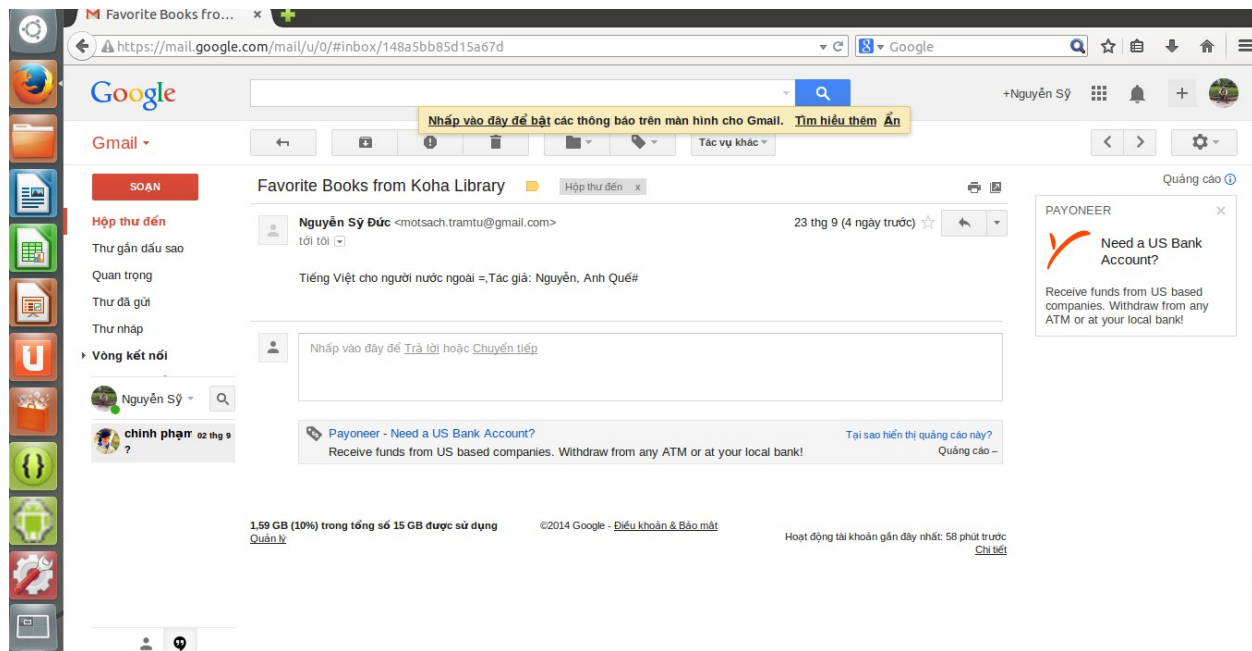 Favorite Books fro...
https://mail.google.com/mail/u/0/#inbox/148a5bb85d15a67d
Google
Google
+Nguyễn Sỹ
Nhấp vào đây để bật các thông báo trên màn hình cho Gmail. Tìm hiểu thêm Ẩn
Gmail
Tác vụ khác
SOẠN
Hộp thư đến
Thư gắn dấu sao
Quan trọng
Thư đã gửi
Thư nháp
Vòng kết nối
Nguyễn Sỹ
chinh phạm 02 thg 9
?
Favorite Books from Koha Library
Hộp thư đến x
Nguyễn Sỹ Đức <motsach.tramtu@gmail.com>
23 thg 9 (4 ngày trước)
tới tôi
Tiếng Việt cho người nước ngoài =,Tác giả: Nguyễn, Anh Quế#
Nhấp vào đây để Trả lời hoặc Chuyển tiếp
Payoneer - Need a US Bank Account?
Tại sao hiển thị quảng cáo này?
Receive funds from US based companies. Withdraw from any ATM or at your local bank!
Quảng cáo –
1,59 GB (10%) trong tổng số 15 GB được sử dụng
Quản lý
©2014 Google - Điều khoản & Bảo mật
Hoạt động tài khoản gần đây nhất: 58 phút trước
Chi tiết
Quảng cáo
PAYONEER
Need a US Bank
Account?
Receive funds from US based
companies. Withdraw from any
ATM or at your local bank!